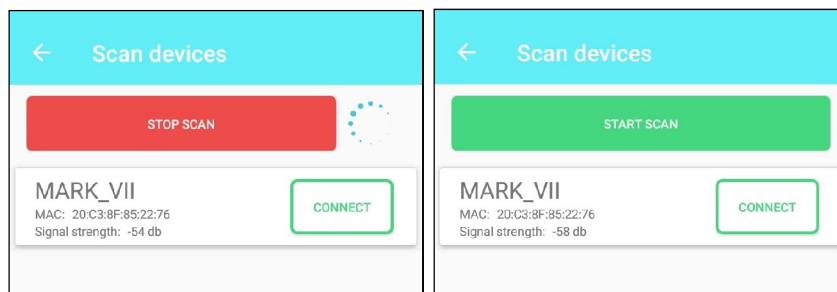 Scan devices
STOP SCAN
MARK_VII
MAC: 20:C3:8F:85:22:76
Signal strength: -54 db
CONNECT
Scan devices
START SCAN
MARK_VII
MAC: 20:C3:8F:85:22:76
Signal strength: -58 db
CONNECT